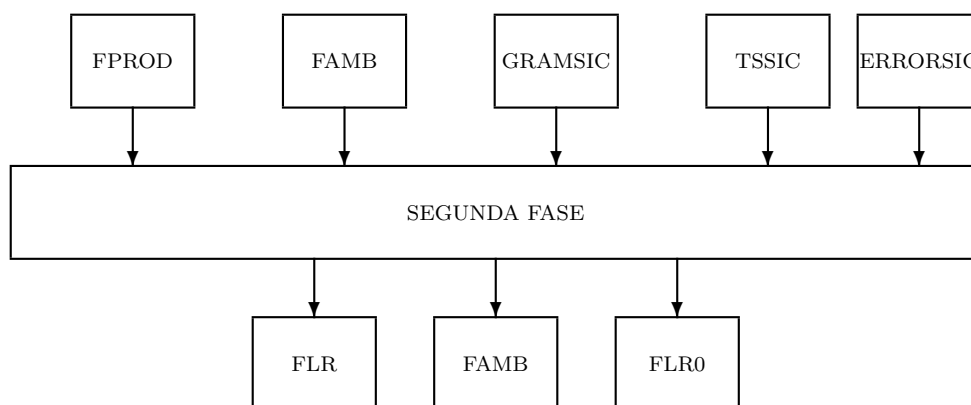 FPROD FAMB GRAMSIC TSSIC ERRORSIC
SEGUNDA FASE
FLR FAMB FLR0